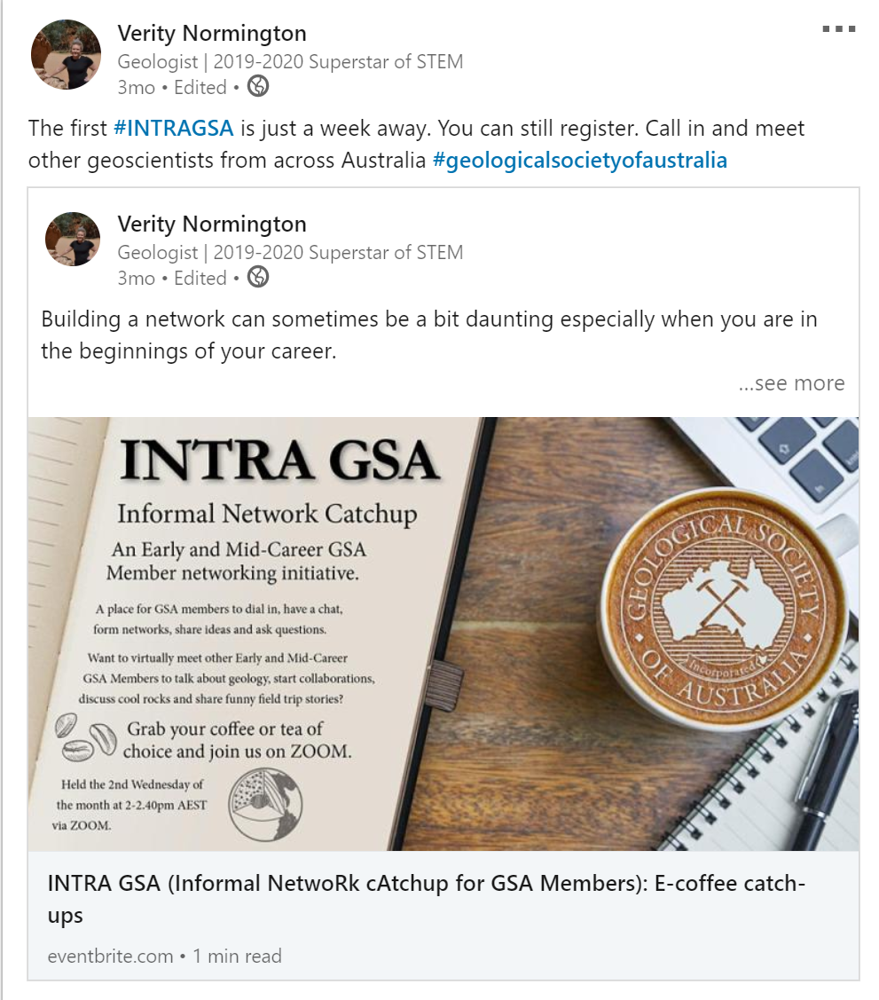 Verity Normington
Geologist | 2019-2020 Superstar of STEM
3mo • Edited •
The first #INTRAGSA is just a week away. You can still register. Call in and meet
other geoscientists from across Australia #geologicalsocietyofaustralia
Verity Normington
Geologist | 2019-2020 Superstar of STEM
3mo • Edited •
Building a network can sometimes be a bit daunting especially when you are in
the beginnings of your career.
...see more
INTRA GSA
Informal Network Catchup
An Early and Mid-Career GSA
Member networking initiative.
A place for GSA members to dial in, have a chat,
form networks, share ideas and ask questions.
Want to virtually meet other Early and Mid-Career
GSA Members to talk about geology, start collaborations,
discuss cool rocks and share funny field trip stories?
Grab your coffee or tea of
choice and join us on ZOOM.
Held the 2nd Wednesday of
the month at 2-2.40pm AEST
via ZOOM.
GEOLOGICAL SOCIETY
OF AUSTRALIA
Incorporated
fn
INTRA GSA (Informal NetwoRk cAtchup for GSA Members): E-coffee catch-
ups
eventbrite.com • 1 min read